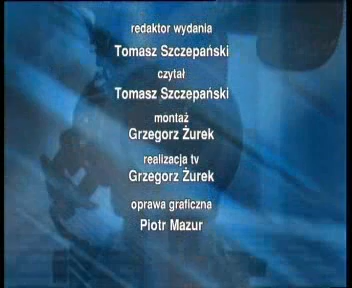 redaktor wydania
Tomasz Szczepański
czytał
Tomasz Szczepański
montaż
Grzegorz Żurek
realizacja tv
Grzegorz Żurek
oprawa graficzna
Piotr Mazur